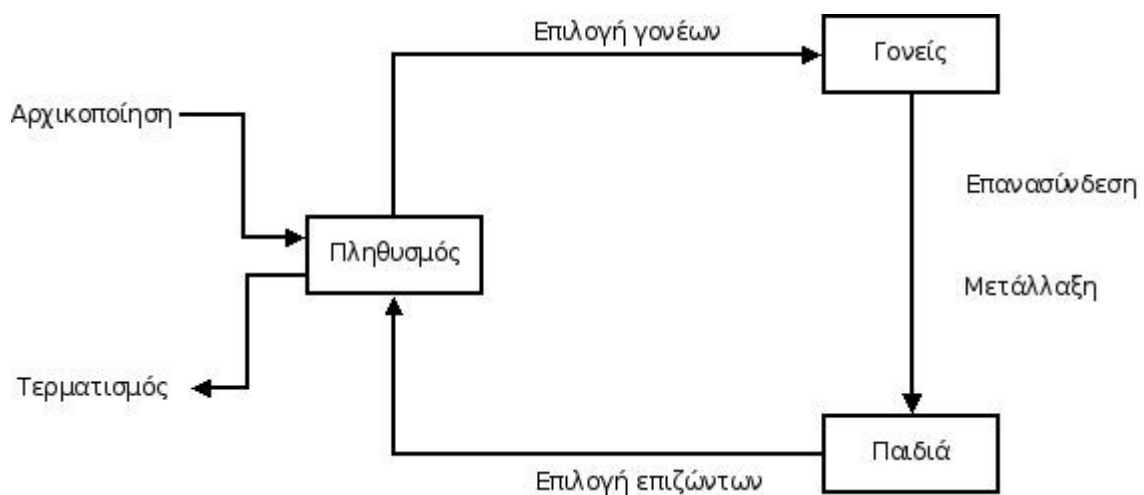 Επιλογή γονέων
Γονείς
Αρχικοποίηση
Επανασύνδεση
Πληθυσμός
Μετάλλαξη
Τερματισμός
Παιδιά
Επιλογή επιζώντων